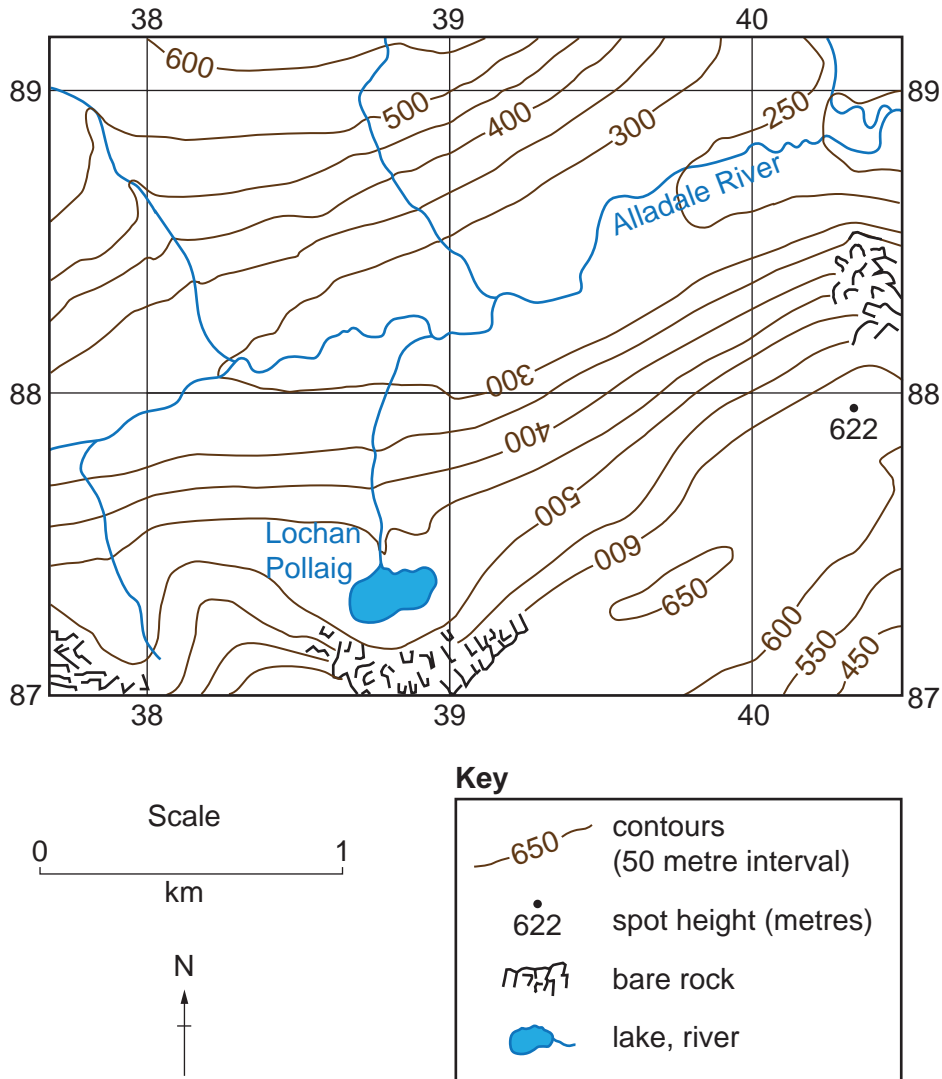 38 39 40
600
89 89
500
400
300
250
Alladale River
300
88 88
400
622
500
Lochan
Pollaig
600
650
600
550
450
87 87
38 39 40
Key
Scale
0 1
km
N
650 contours
(50 metre interval)
622 spot height (metres)
bare rock
lake, river